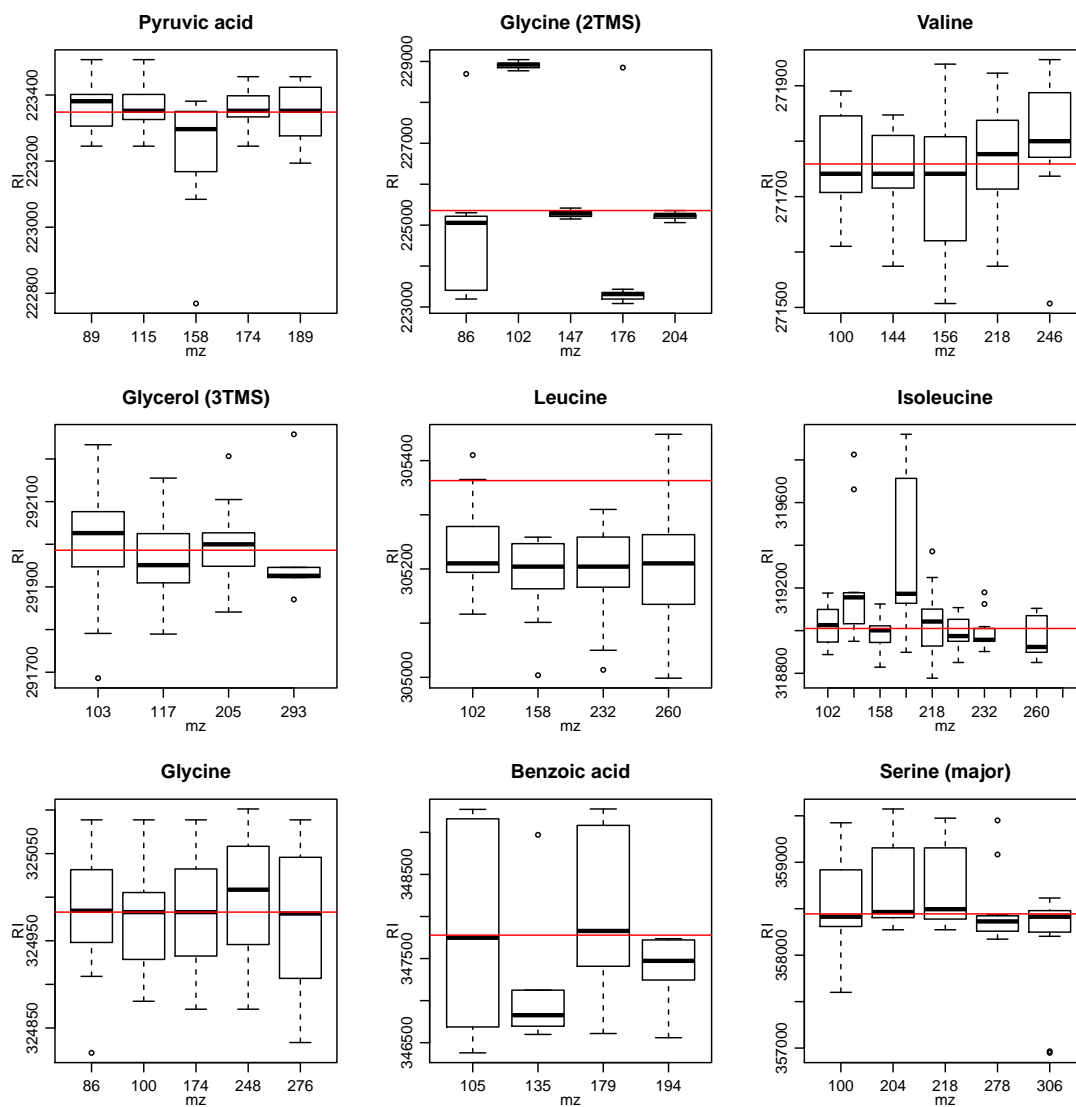 Pyruvic acid
RI
222800 223000 223200 223400
89 115 158 174 189
mz
Glycine (2TMS)
RI
223000 225000 227000 229000
86 102 147 176 204
mz
Valine
RI
271500 271700 271900
100 144 156 218 246
mz
Glycerol (3TMS)
RI
291700 291900 292100
103 117 205 293
mz
Leucine
RI
305000 305200 305400
102 158 232 260
mz
Isoleucine
RI
318800 319200 319600
102 158 218 232 260
mz
Glycine
RI
324850 324950 325050
86 100 174 248 276
mz
Benzoic acid
RI
346500 347500 348500
105 135 179 194
mz
Serine (major)
RI
357000 358000 359000
100 204 218 278 306
mz